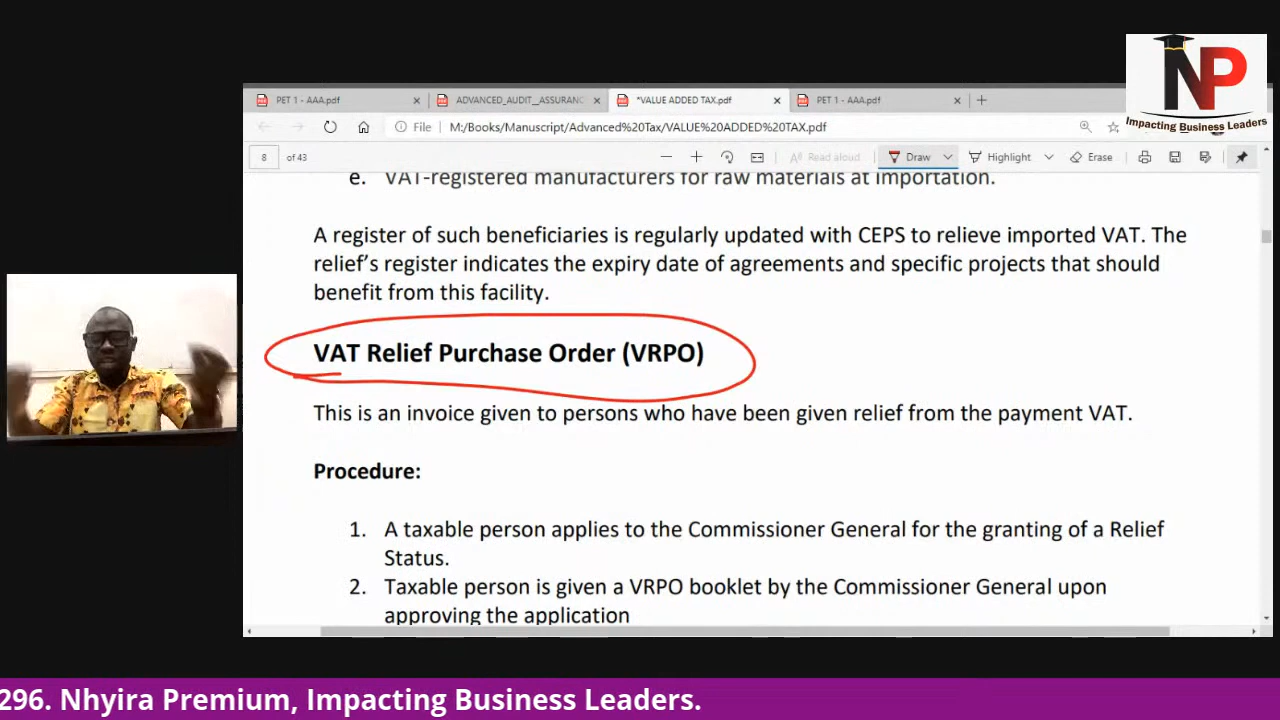 NP
Impacting Business Leaders
PET 1 - AAA.pdf
ADVANCED_AUDIT__ASSURANC
*VALUE ADDED TAX.pdf
PET 1 - AAA.pdf
File
M:/Books/Manuscript/Advanced%20Tax/VALUE%20ADDED%20TAX.pdf
8 of 43
Read aloud
Draw
Highlight
Erase
e. VAT-registered manufacturers for raw materials at importation.
A register of such beneficiaries is regularly updated with CEPS to relieve imported VAT. The
relief’s register indicates the expiry date of agreements and specific projects that should
benefit from this facility.
VAT Relief Purchase Order (VRPO)
This is an invoice given to persons who have been given relief from the payment VAT.
Procedure:
1. A taxable person applies to the Commissioner General for the granting of a Relief
Status.
2. Taxable person is given a VRPO booklet by the Commissioner General upon
approving the application
296. Nhyira Premium, Impacting Business Leaders.